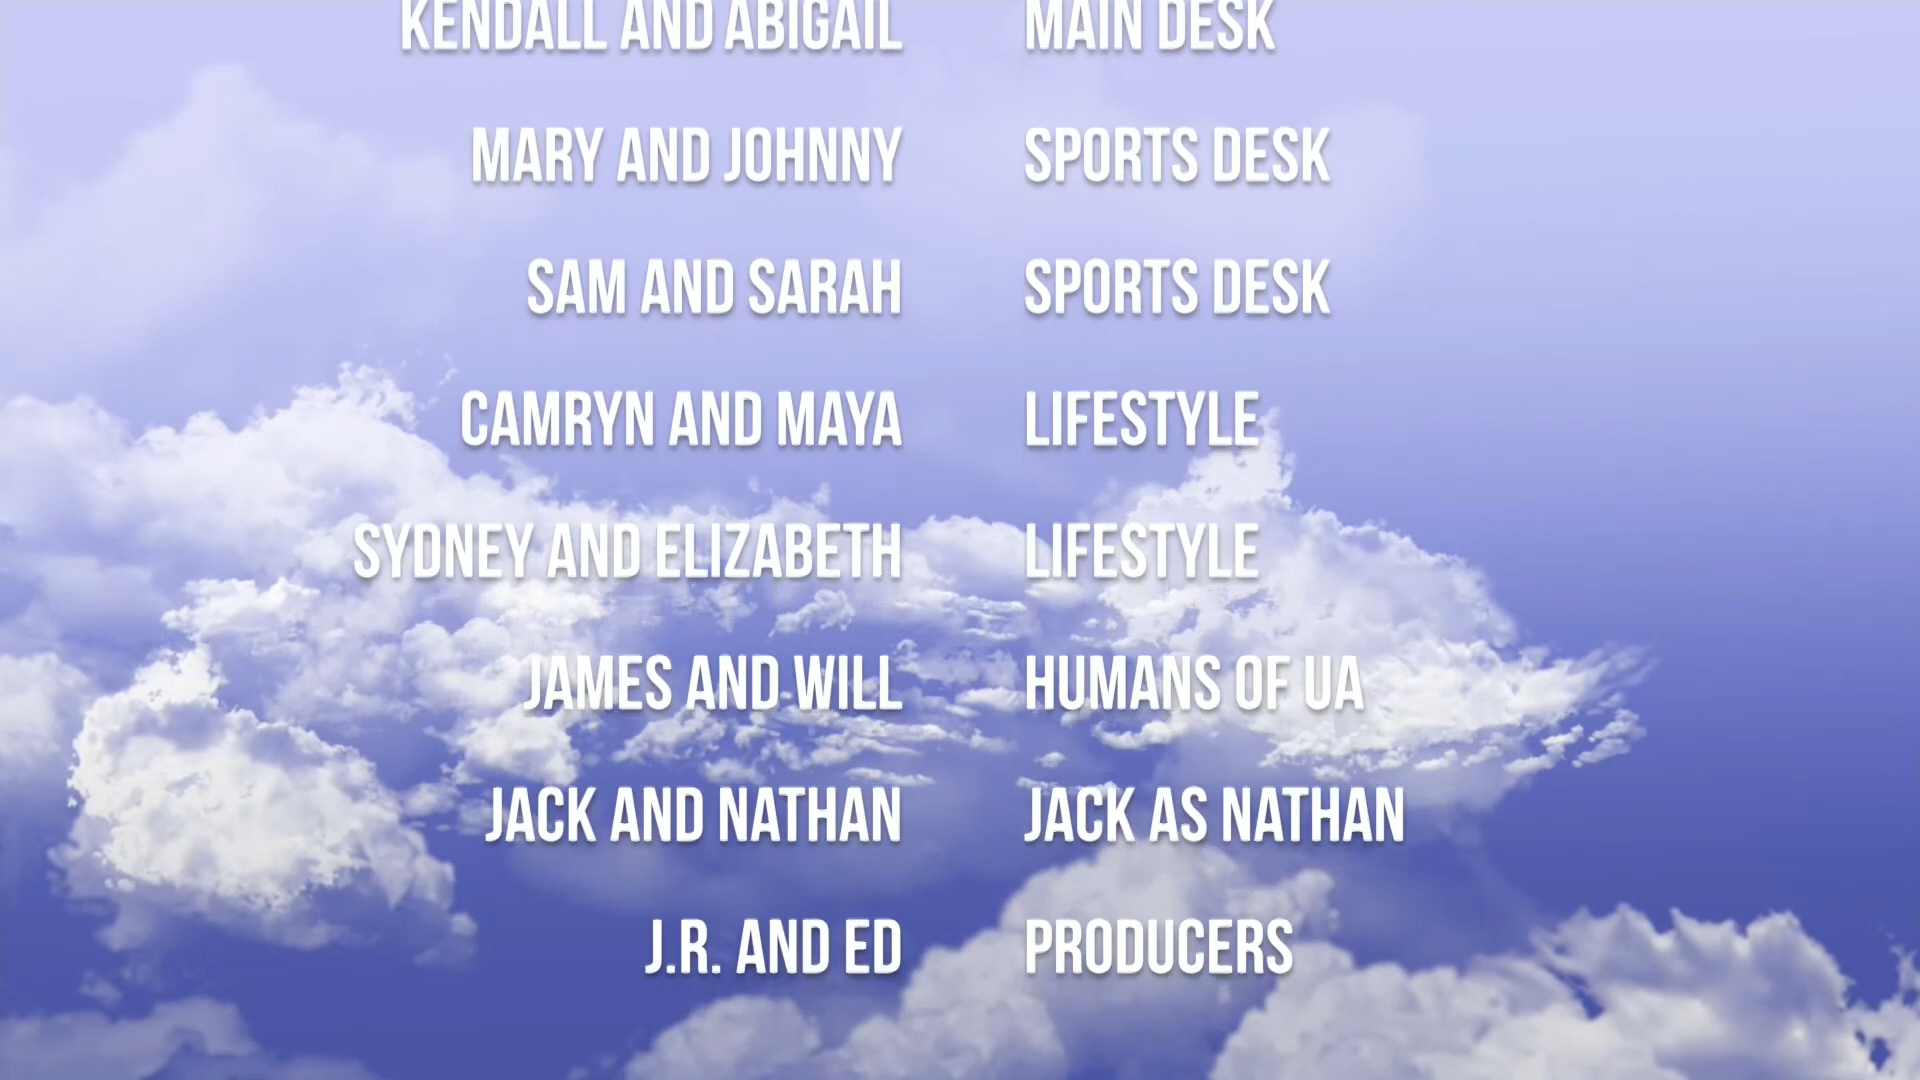 KENDALL AND ABIGAIL MAIN DESK
MARY AND JOHNNY SPORTS DESK
SAM AND SARAH SPORTS DESK
CAMRYN AND MAYA LIFESTYLE
SYDNEY AND ELIZABETH LIFESTYLE
JAMES AND WILL HUMANS OF UA
JACK AND NATHAN JACK AS NATHAN
J.R. AND ED PRODUCERS